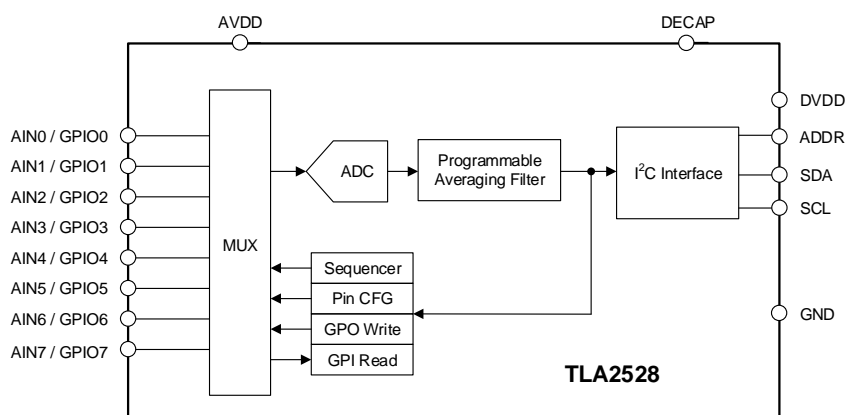 AVDD
DECAP
DVDD
AIN0 / GPIO0
ADDR
AIN1 / GPIO1
ADC
Programmable
Averaging Filter
I²C Interface
SDA
AIN2 / GPIO2
SCL
AIN3 / GPIO3
MUX
AIN4 / GPIO4
Sequencer
AIN5 / GPIO5
Pin CFG
GND
AIN6 / GPIO6
GPO Write
AIN7 / GPIO7
GPI Read
TLA2528